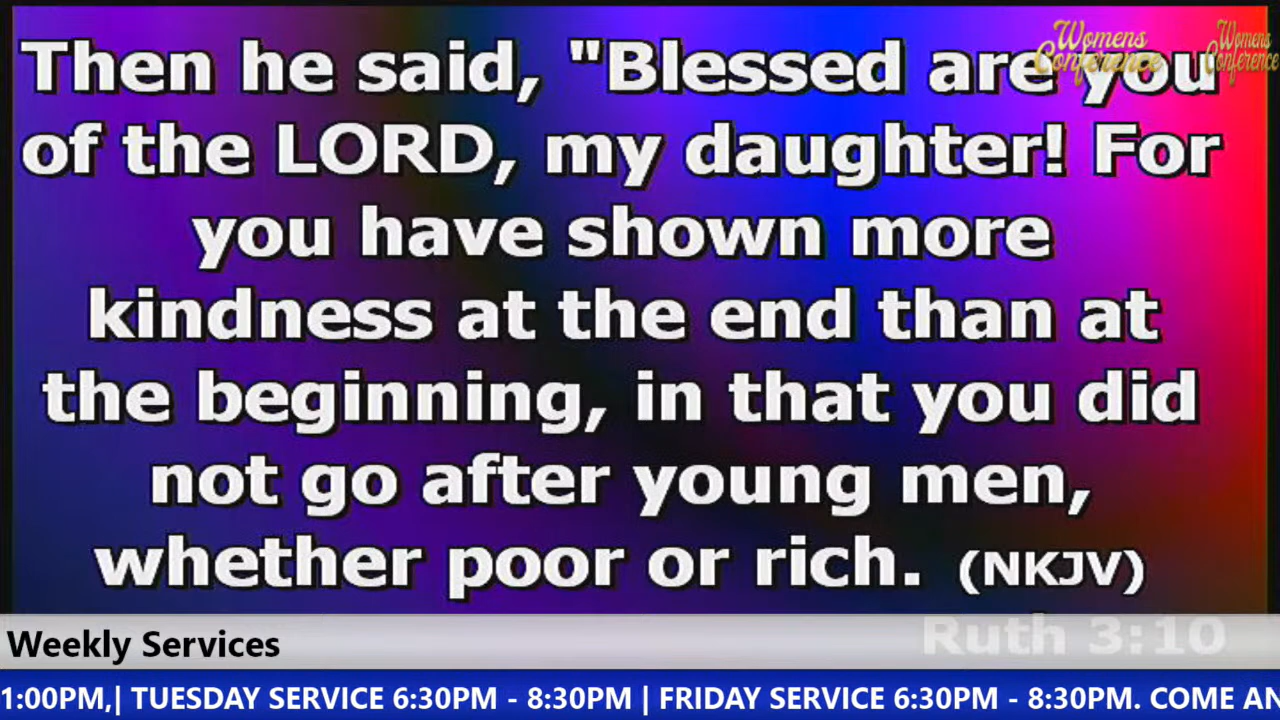 Womens
Conference
Womens
Conference
Then he said, "Blessed are you
of the LORD, my daughter! For
you have shown more
kindness at the end than at
the beginning, in that you did
not go after young men,
whether poor or rich. (NKJV)
Ruth 3:10
Weekly Services
1:00PM,| TUESDAY SERVICE 6:30PM - 8:30PM | FRIDAY SERVICE 6:30PM - 8:30PM. COME AN